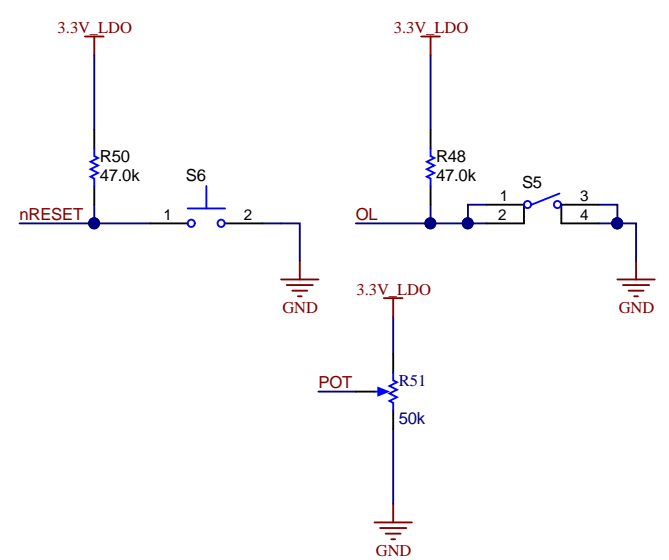 3.3V_LDO
3.3V_LDO
R50
47.0k
S6
nRESET
1
2
GND
R48
47.0k
S5
OL
1
2
3
4
GND
3.3V_LDO
POT
R51
50k
GND